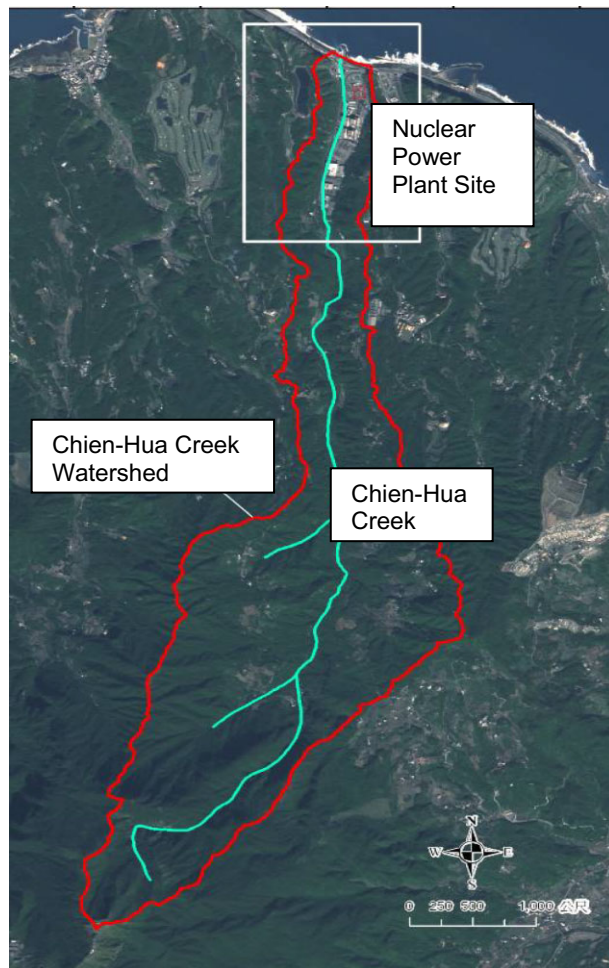 Nuclear
Power
Plant Site
Chien-Hua Creek
Watershed
Chien-Hua
Creek
N
W E
S
0 250 500 1,000 公尺